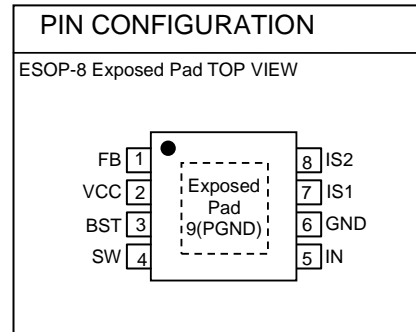 PIN CONFIGURATION
ESOP-8 Exposed Pad TOP VIEW
FB 1
VCC 2
BST 3
SW 4
Exposed
Pad
9(PGND)
8 IS2
7 IS1
6 GND
5 IN